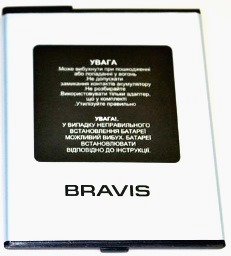 УВАГА
Може вибухнути при пошкодженні
або попаданні у вогонь.
Не допускати
замикання контактів акумулятору
Не розбирайте
Використовувати тільки адаптер,
що у комплекті
Утилізуйте правильно
УВАГА!.
У ВИПАДКУ НЕПРАВИЛЬНОГО
ВСТАНОВЛЕННЯ БАТАРЕЇ
МОЖЛИВИЙ ВИБУХ. БАТАРЕЇ
ВСТАНОВЛЮВАТИ
ВІДПОВІДНО ДО ІНСТРУКЦІЇ.
BRAVIS